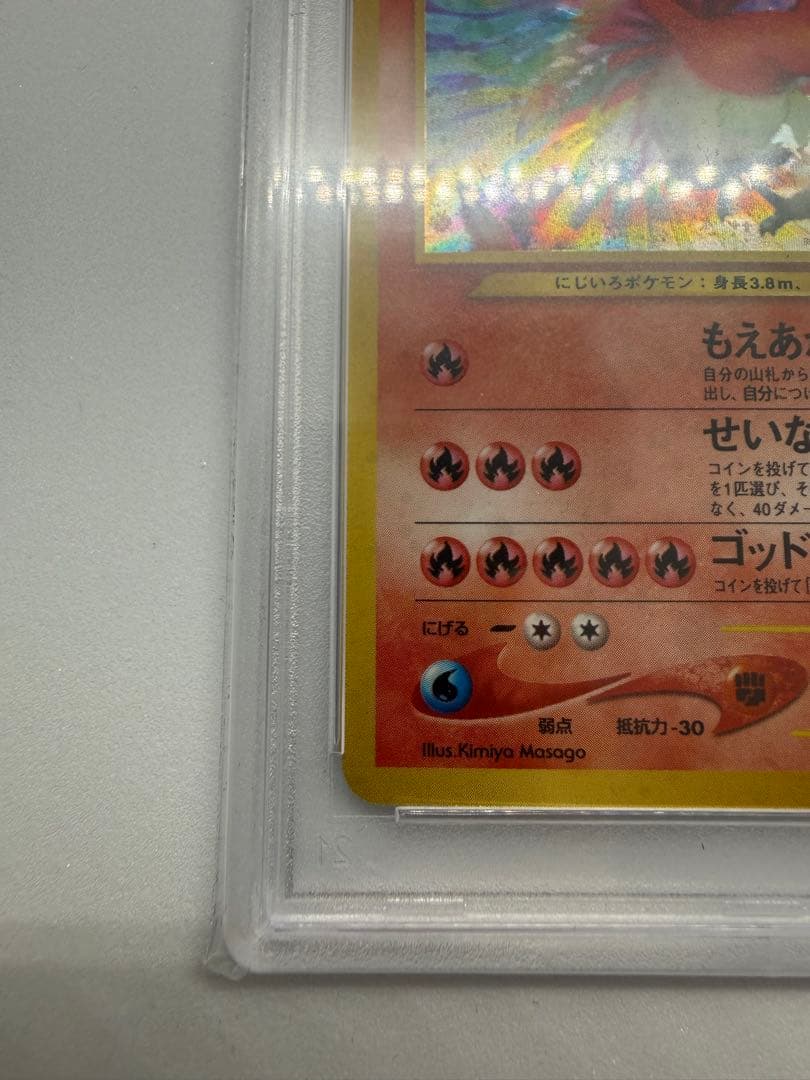 にじいろポケモン：身長3.8m、
もえあ
自分の山札から
出し、自分につ
せいな
コインを投げて
を1匹選び、そ
なく、40ダメー
ゴッド
コインを投げて
にげる
弱点 抵抗力-30
Illus.Kimiya Masago
21